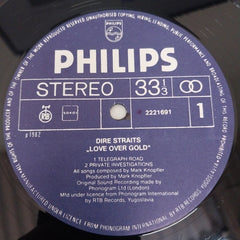 PHILIPS
STEREO 33 1/3
2221691 1
℗ 1982
DIRE STRAITS
„LOVE OVER GOLD"
1 TELEGRAPH ROAD
2 PRIVATE INVESTIGATIONS
All songs composed by Mark Knopfler
Produced by Mark Knopfler
Original Sound Recording made by
Phonogram Ltd (London)
Mfd under licence from Phonogram International
by RTB Records, Yugoslavia